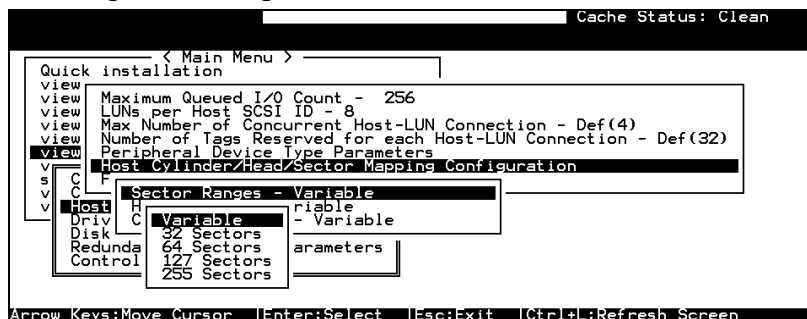 Cache Status: Clean
< Main Menu >
Quick installation
view
view Maximum Queued I/O Count - 256
view LUNs per Host SCSI ID - 8
view Max Number of Concurrent Host-LUN Connection - Def(4)
view Number of Tags Reserved for each Host-LUN Connection - Def(32)
view Peripheral Device Type Parameters
v Host Cylinder/Head/Sector Mapping Configuration
s C F
v C Sector Ranges - Variable
v Host H riable
Driv C Variable - Variable
Disk 32 Sectors
Redunda 64 Sectors arameters
Control 127 Sectors
255 Sectors
Arrow Keys:Move Cursor |Enter:Select |Esc:Exit |Ctrl+L:Refresh Screen